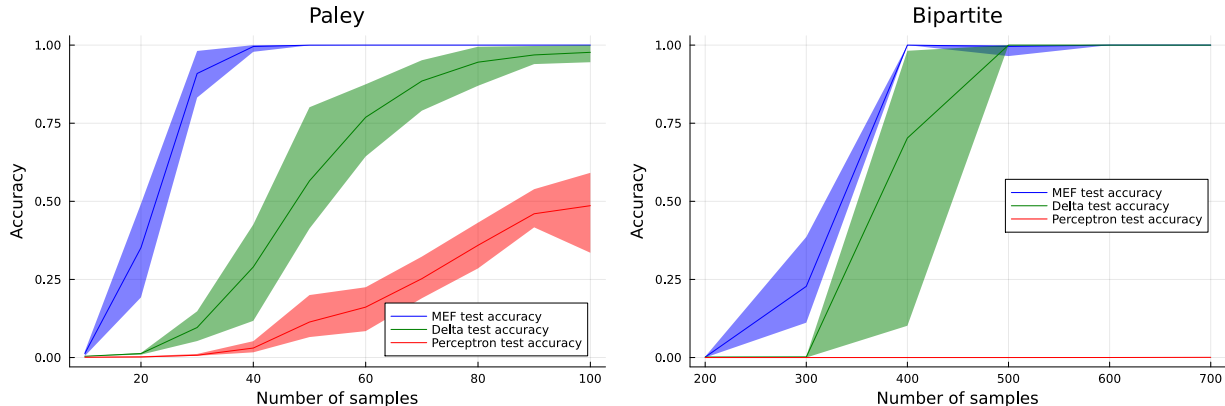 Paley
Accuracy
1.00
0.75
0.50
0.25
0.00
MEF test accuracy
Delta test accuracy
Perceptron test accuracy
20 40 60 80 100
Number of samples
Bipartite
Accuracy
1.00
0.75
0.50
0.25
0.00
MEF test accuracy
Delta test accuracy
Perceptron test accuracy
200 300 400 500 600 700
Number of samples